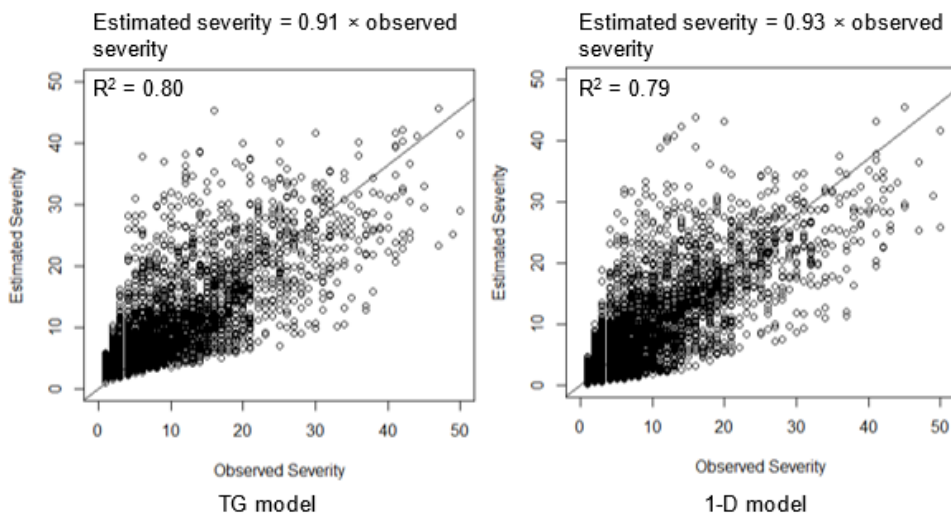 Estimated severity = 0.91 × observed
severity
R² = 0.80
Estimated Severity
50
40
30
20
10
0
0 10 20 30 40 50
Observed Severity
TG model
Estimated severity = 0.93 × observed
severity
R² = 0.79
Estimated Severity
50
40
30
20
10
0
0 10 20 30 40 50
Observed Severity
1-D model